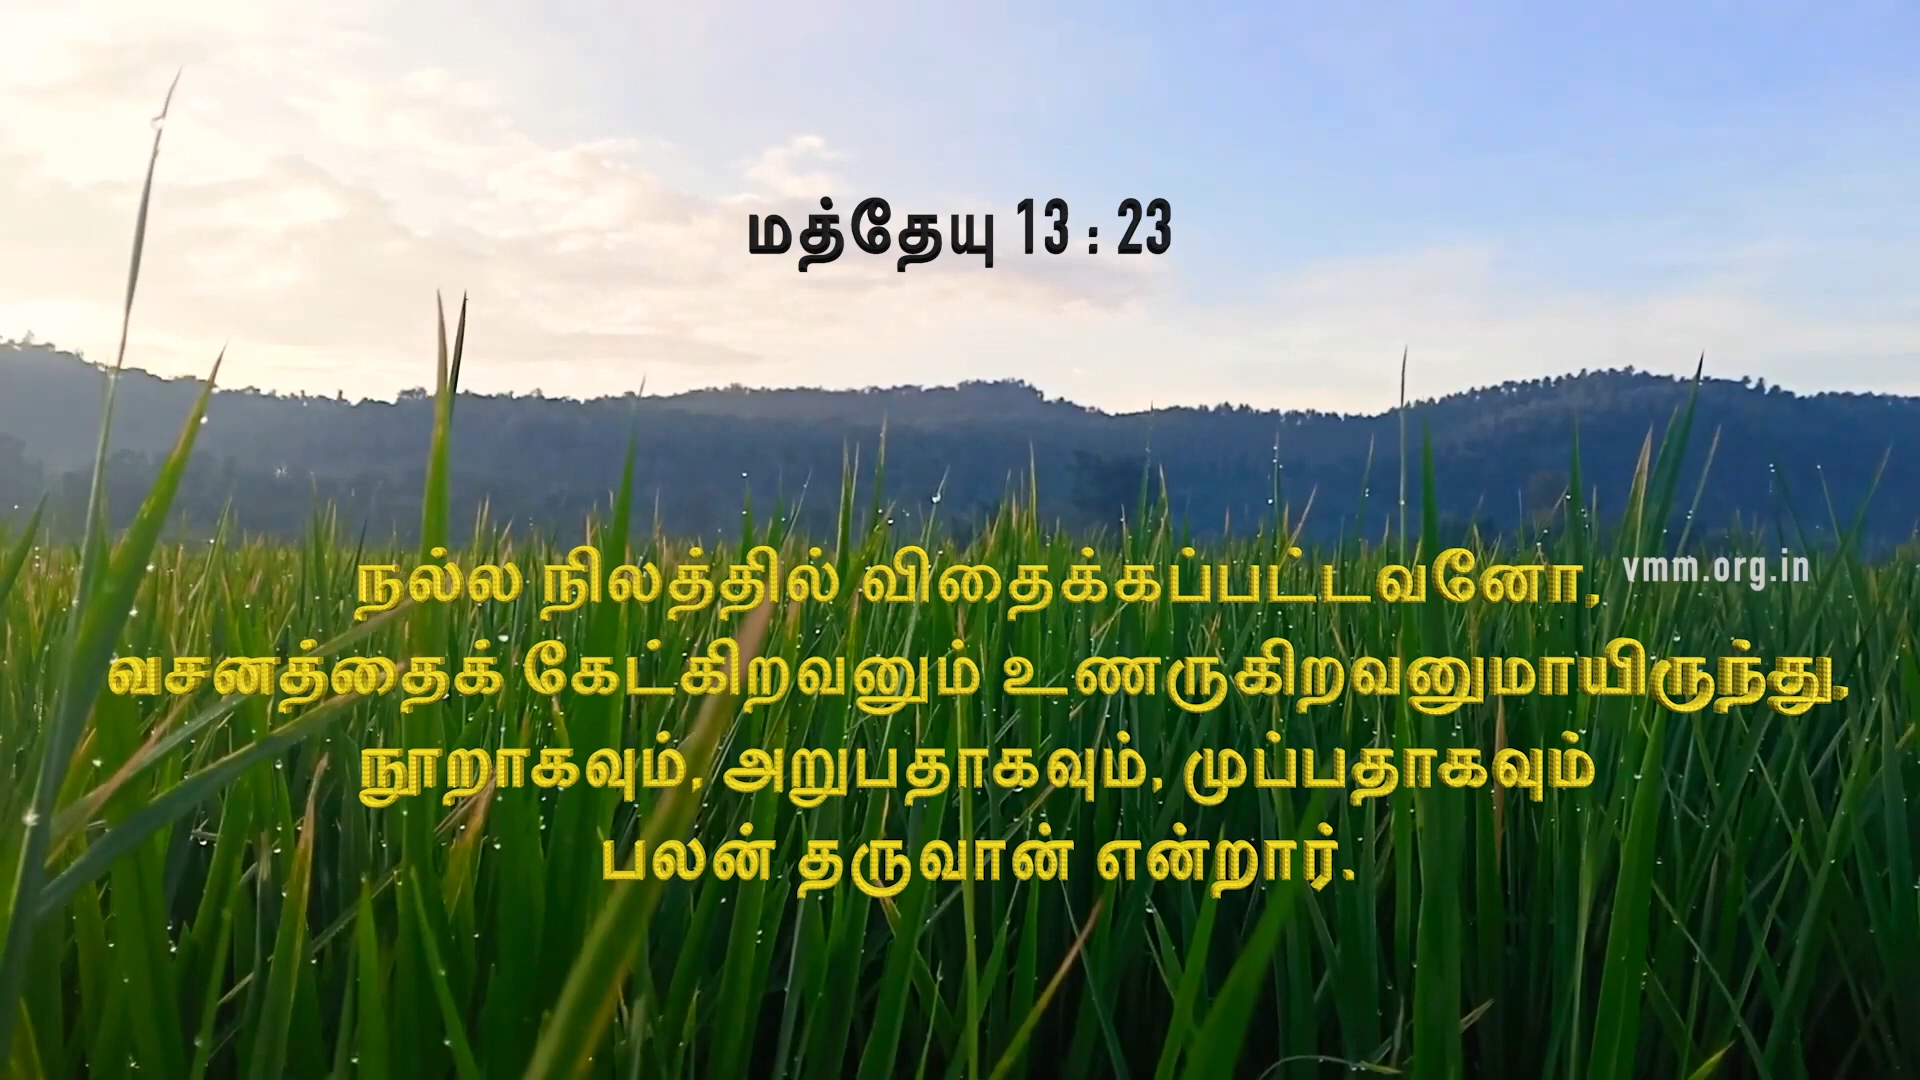 மத்தேயு 13 : 23
நல்ல நிலத்தில் விதைக்கப்பட்டவனோ,
vmm.org.in
வசனத்தைக் கேட்கிறவனும் உணருகிறவனுமாயிருந்து,
நூறாகவும், அறுபதாகவும், முப்பதாகவும்
பலன் தருவான் என்றார்.